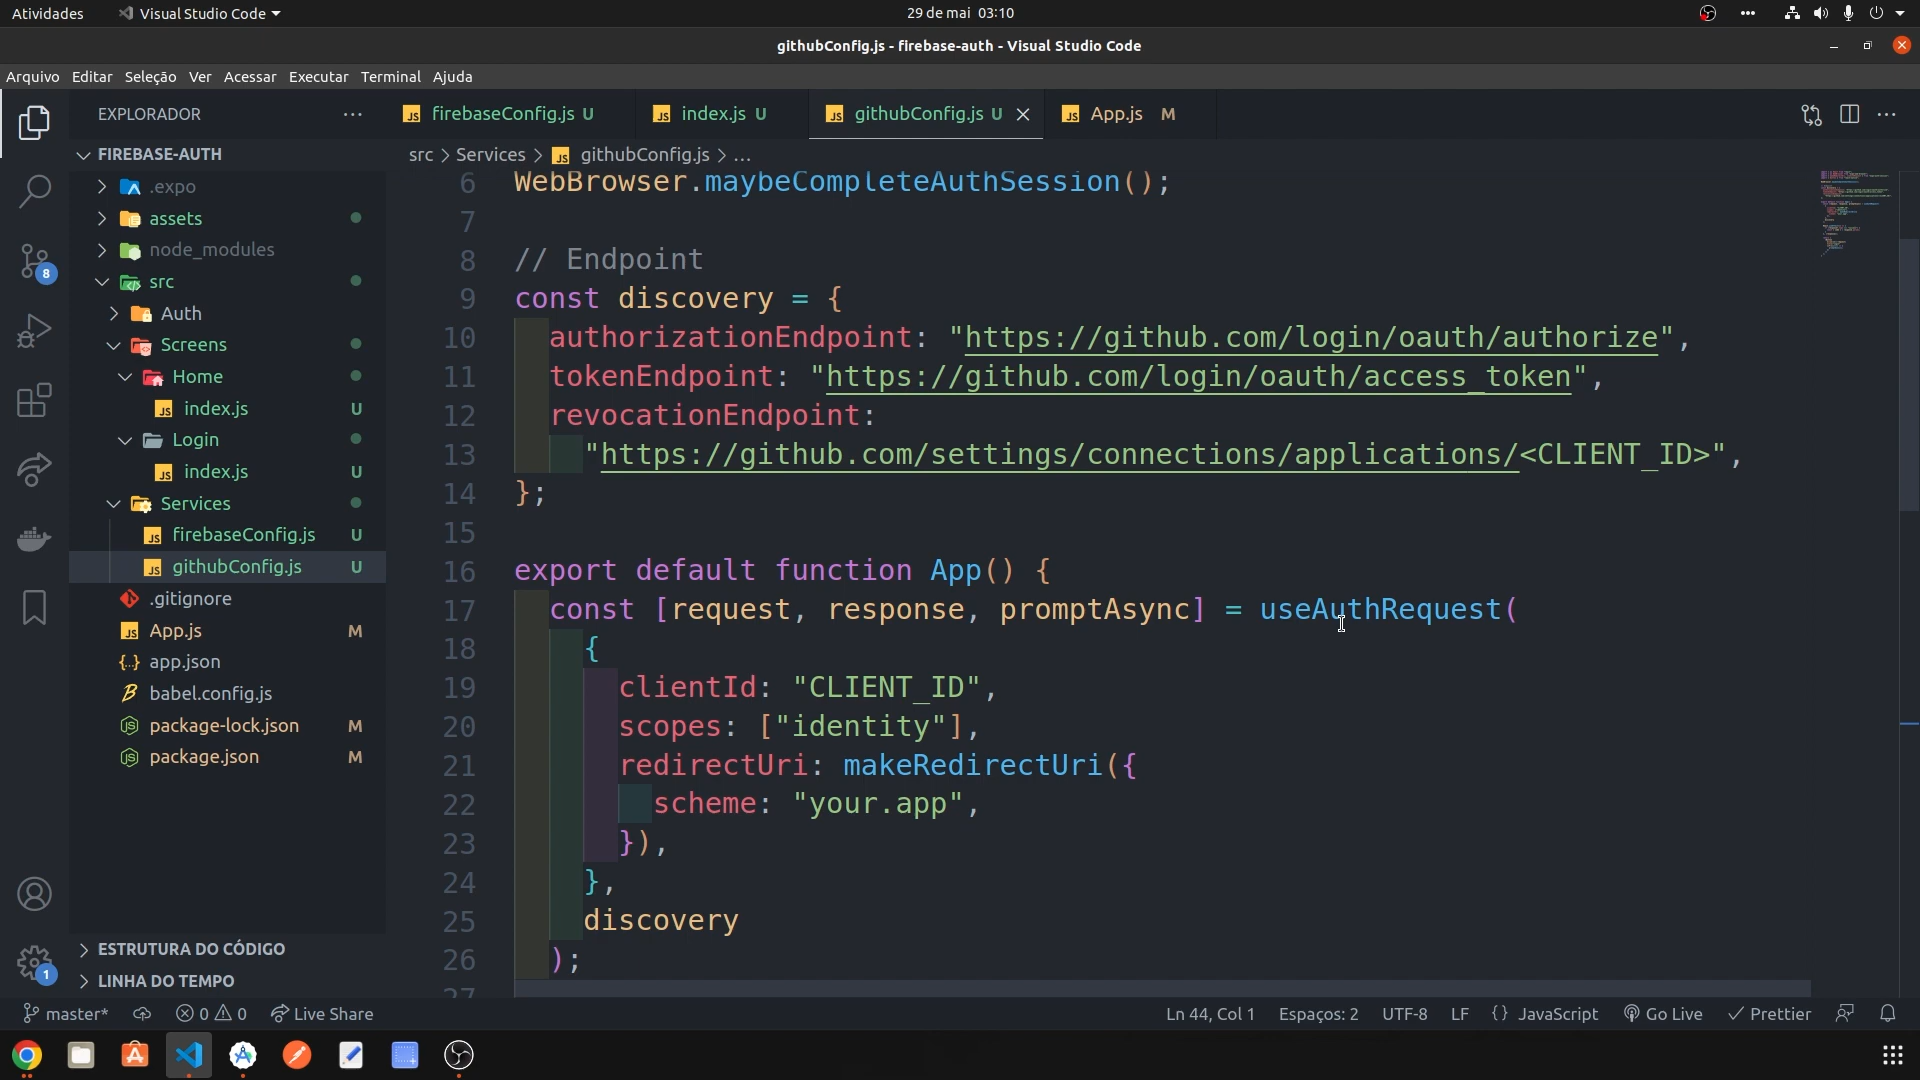 Atividades
Visual Studio Code
29 de mai 03:10
githubConfig.js - firebase-auth - Visual Studio Code
Arquivo Editar Seleção Ver Acessar Executar Terminal Ajuda
EXPLORADOR
firebaseConfig.js U
index.js U
githubConfig.js U
App.js M
FIREBASE-AUTH
src > Services > githubConfig.js > ...
.expo
assets
node_modules
src
Auth
Screens
Home
index.js U
Login
index.js U
Services
firebaseConfig.js U
githubConfig.js U
.gitignore
App.js M
app.json
babel.config.js
package-lock.json M
package.json M
ESTRUTURA DO CÓDIGO
LINHA DO TEMPO
8
1
6 WebBrowser.maybeCompleteAuthSession();
7
8 // Endpoint
9 const discovery = {
10 authorizationEndpoint: "https://github.com/login/oauth/authorize",
11 tokenEndpoint: "https://github.com/login/oauth/access_token",
12 revocationEndpoint:
13 "https://github.com/settings/connections/applications/<CLIENT_ID>",
14 };
15
16 export default function App() {
17 const [request, response, promptAsync] = useAuthRequest(
18 {
19 clientId: "CLIENT_ID",
20 scopes: ["identity"],
21 redirectUri: makeRedirectUri({
22 scheme: "your.app",
23 }),
24 },
25 discovery
26 );
27
master* 0 0 Live Share
Ln 44, Col 1 Espaços: 2 UTF-8 LF {} JavaScript Go Live Prettier